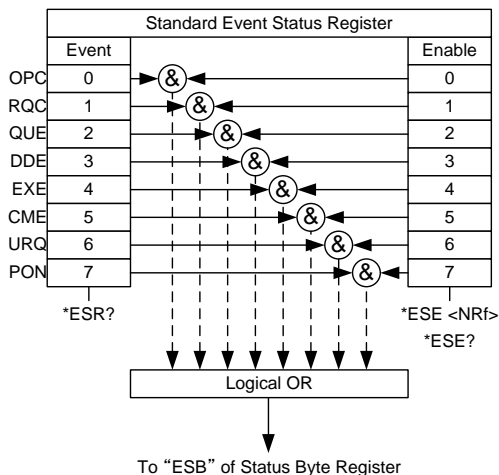 Standard Event Status Register
Event Enable
OPC 0 & 0
RQC 1 & 1
QUE 2 & 2
DDE 3 & 3
EXE 4 & 4
CME 5 & 5
URQ 6 & 6
PON 7 & 7
*ESR? *ESE <NRf>
*ESE?
Logical OR
To “ESB” of Status Byte Register